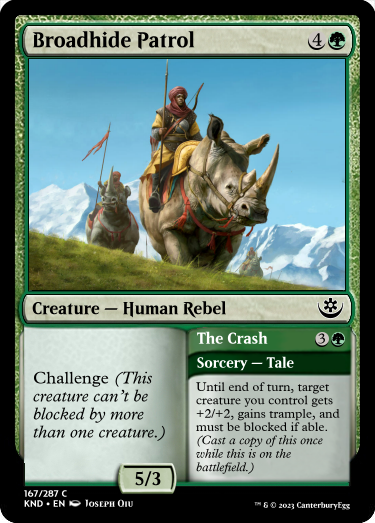 Broadhide Patrol 4
Creature — Human Rebel
Challenge (This
creature can't be
blocked by more
than one creature.)
The Crash 3
Sorcery — Tale
Until end of turn, target
creature you control gets
+2/+2, gains trample, and
must be blocked if able.
(Cast a copy of this once
while this is on the
battlefield.)
5/3
167/287 C
KND • EN Joseph Qiu
™ & © 2023 CanterburyEgg